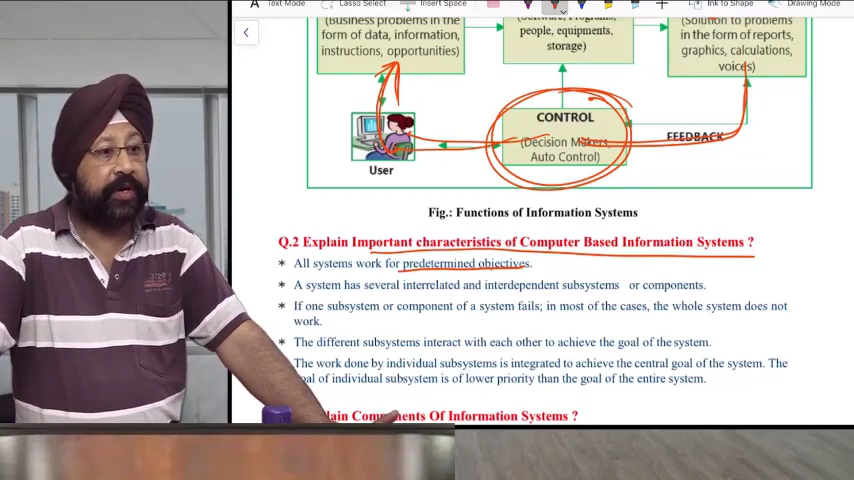 A Text Mode Lasso Select Insert Space Ink to Shape Drawing Mode
(Business problems in the
form of data, information,
instructions, opportunities)
(Software, Programs,
people, equipments,
storage)
(Solution to problems
in the form of reports,
graphics, calculations,
voices)
CONTROL
(Decision Makers,
Auto Control)
FEEDBACK
User
Fig.: Functions of Information Systems
Q.2 Explain Important characteristics of Computer Based Information Systems ?
* All systems work for predetermined objectives.
* A system has several interrelated and interdependent subsystems or components.
* If one subsystem or component of a system fails; in most of the cases, the whole system does not
work.
* The different subsystems interact with each other to achieve the goal of the system.
The work done by individual subsystems is integrated to achieve the central goal of the system. The
goal of individual subsystem is of lower priority than the goal of the entire system.
Of Information Systems ?